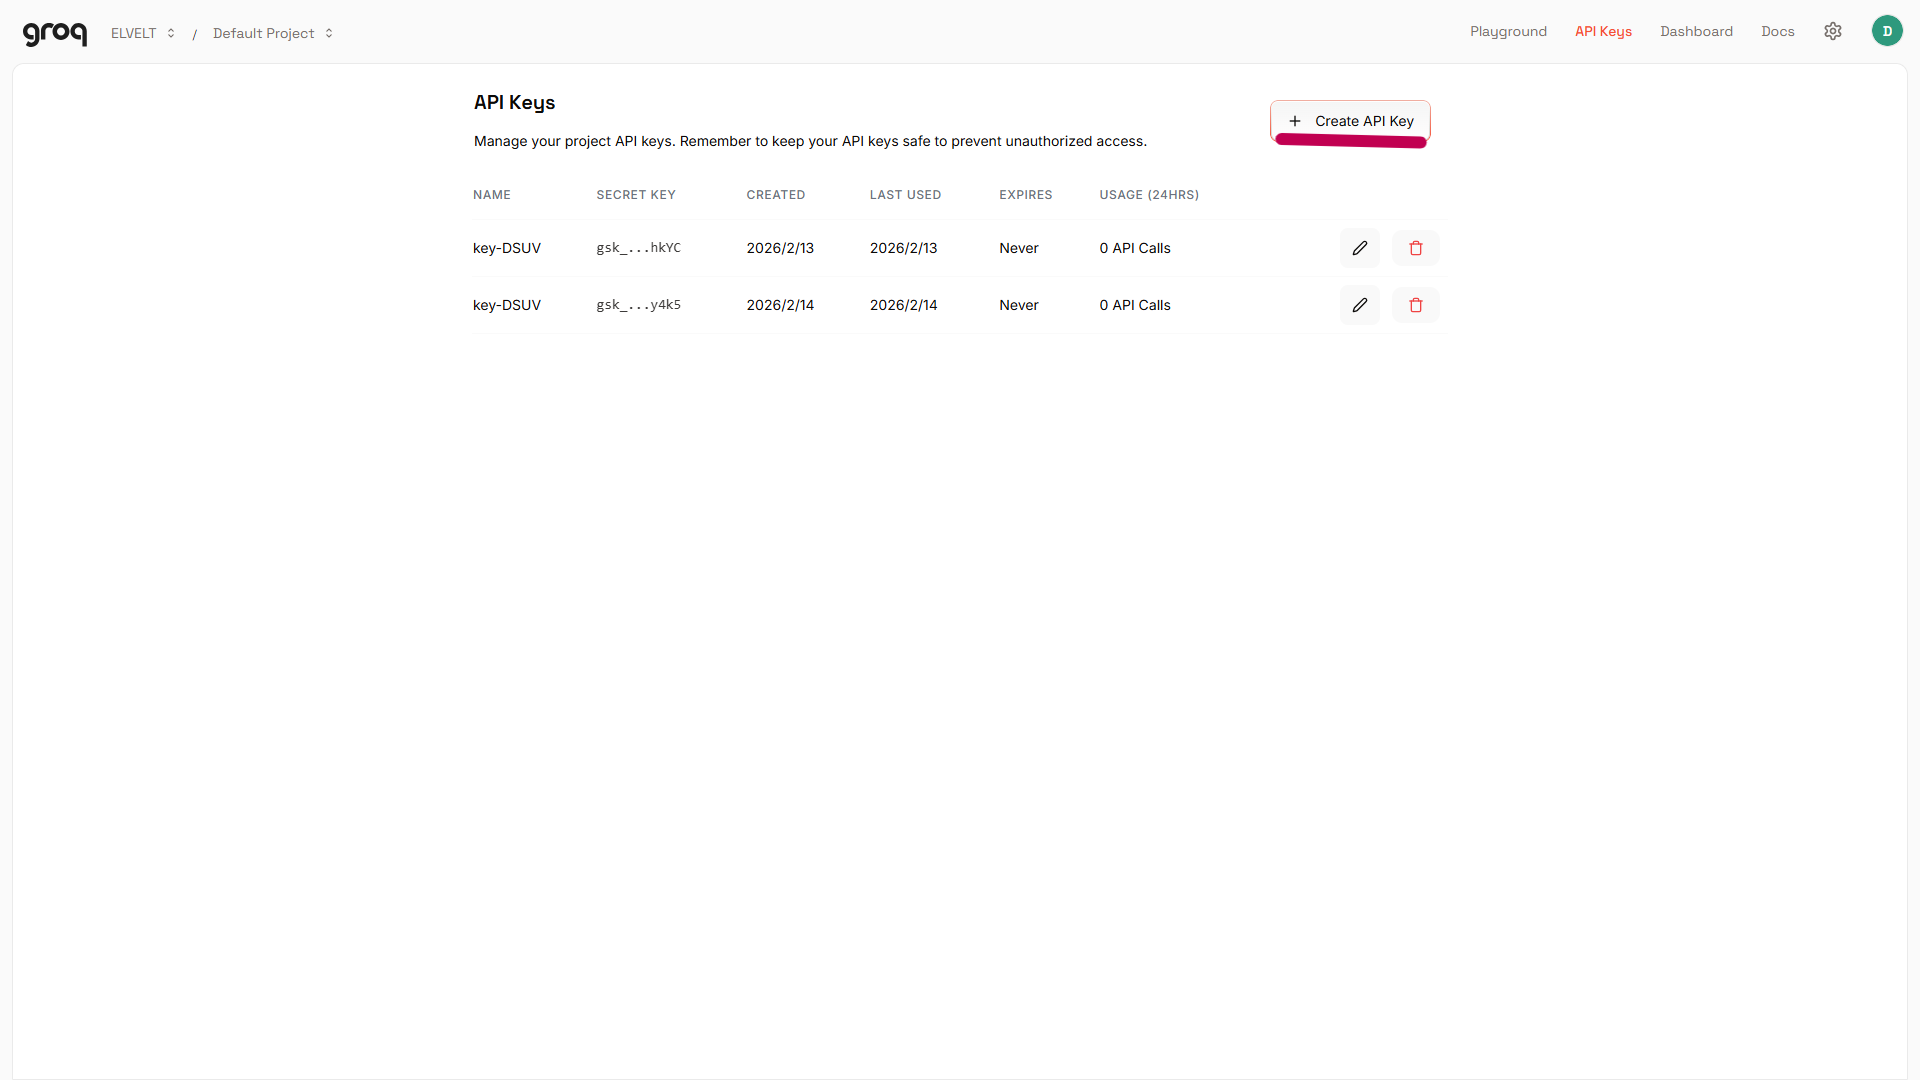 groq ELVELT / Default Project Playground API Keys Dashboard Docs D
API Keys
+ Create API Key
Manage your project API keys. Remember to keep your API keys safe to prevent unauthorized access.
NAME SECRET KEY CREATED LAST USED EXPIRES USAGE (24HRS)
key-DSUV gsk_...hkYC 2026/2/13 2026/2/13 Never 0 API Calls
key-DSUV gsk_...y4k5 2026/2/14 2026/2/14 Never 0 API Calls